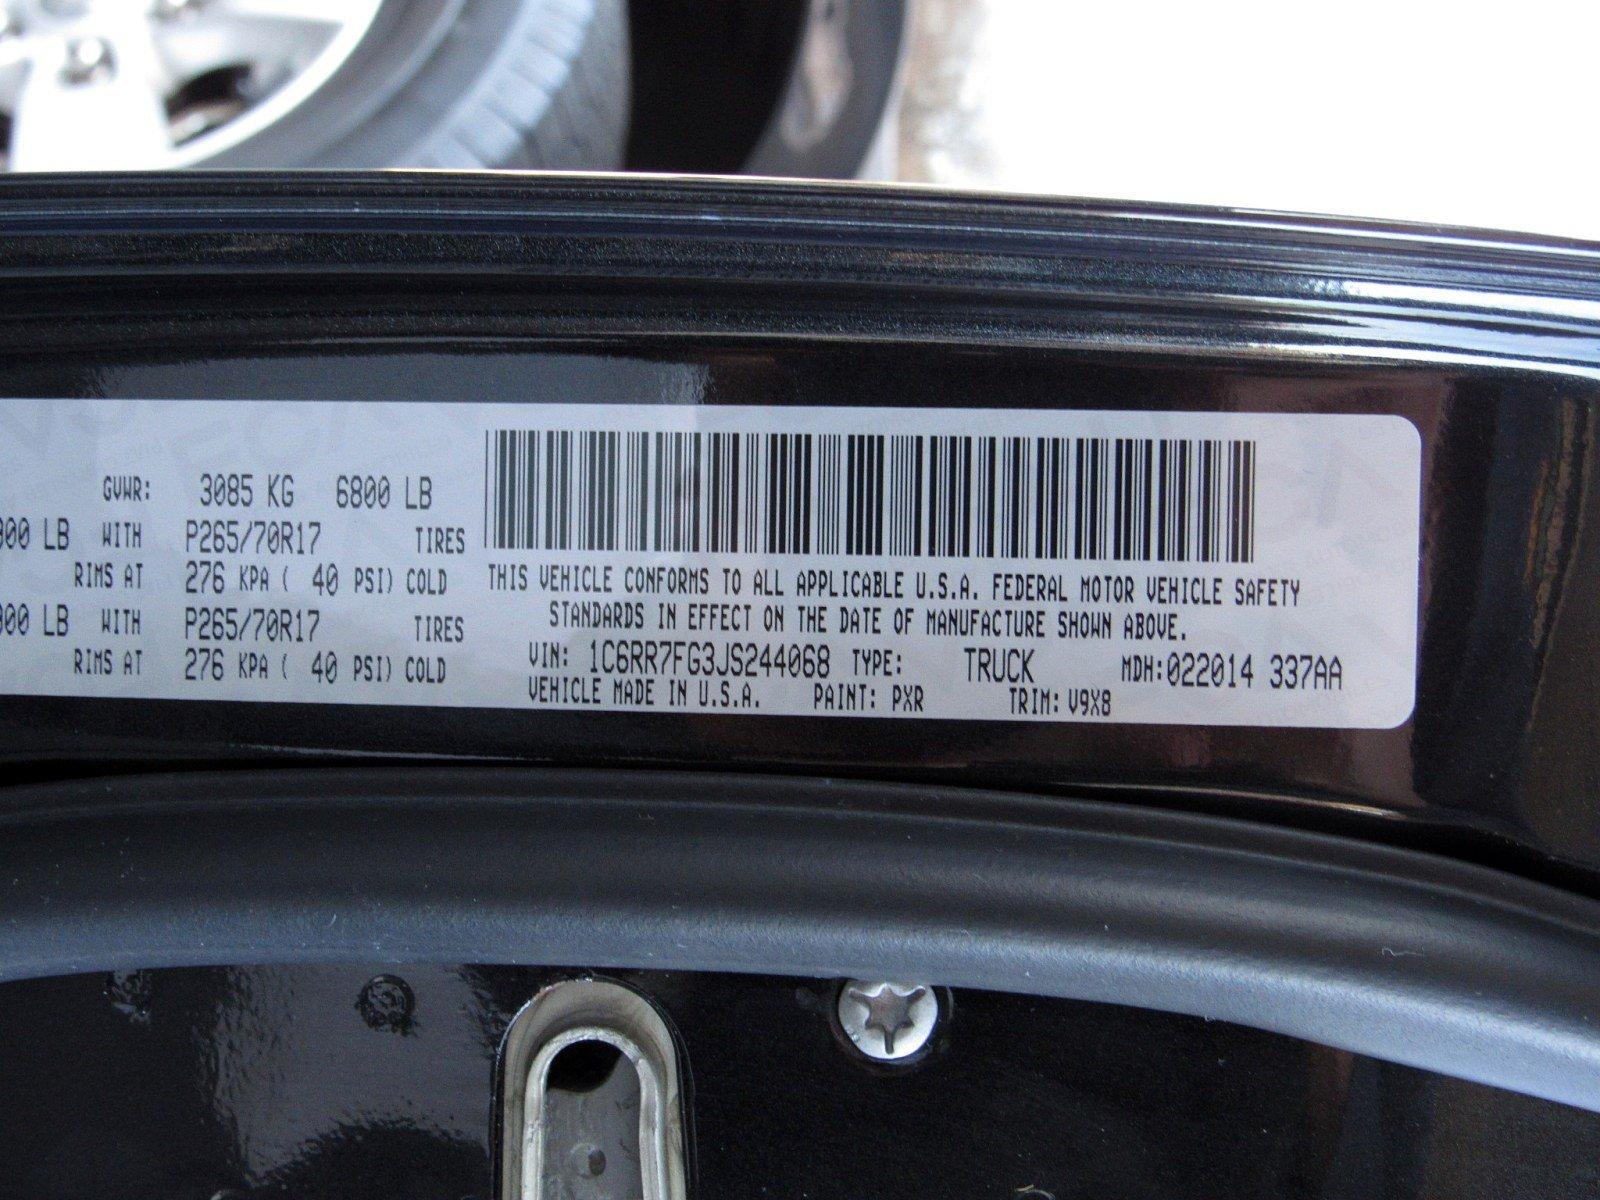 GVWR: 3085 KG 6800 LB
00 LB WITH P265/70R17 TIRES
RIMS AT 276 KPA ( 40 PSI) COLD
00 LB WITH P265/70R17 TIRES
RIMS AT 276 KPA ( 40 PSI) COLD
THIS VEHICLE CONFORMS TO ALL APPLICABLE U.S.A. FEDERAL MOTOR VEHICLE SAFETY
STANDARDS IN EFFECT ON THE DATE OF MANUFACTURE SHOWN ABOVE.
VIN: 1C6RR7FG3JS244068 TYPE: TRUCK MDH:022014 337AA
VEHICLE MADE IN U.S.A. PAINT: PXR TRIM: V9X8